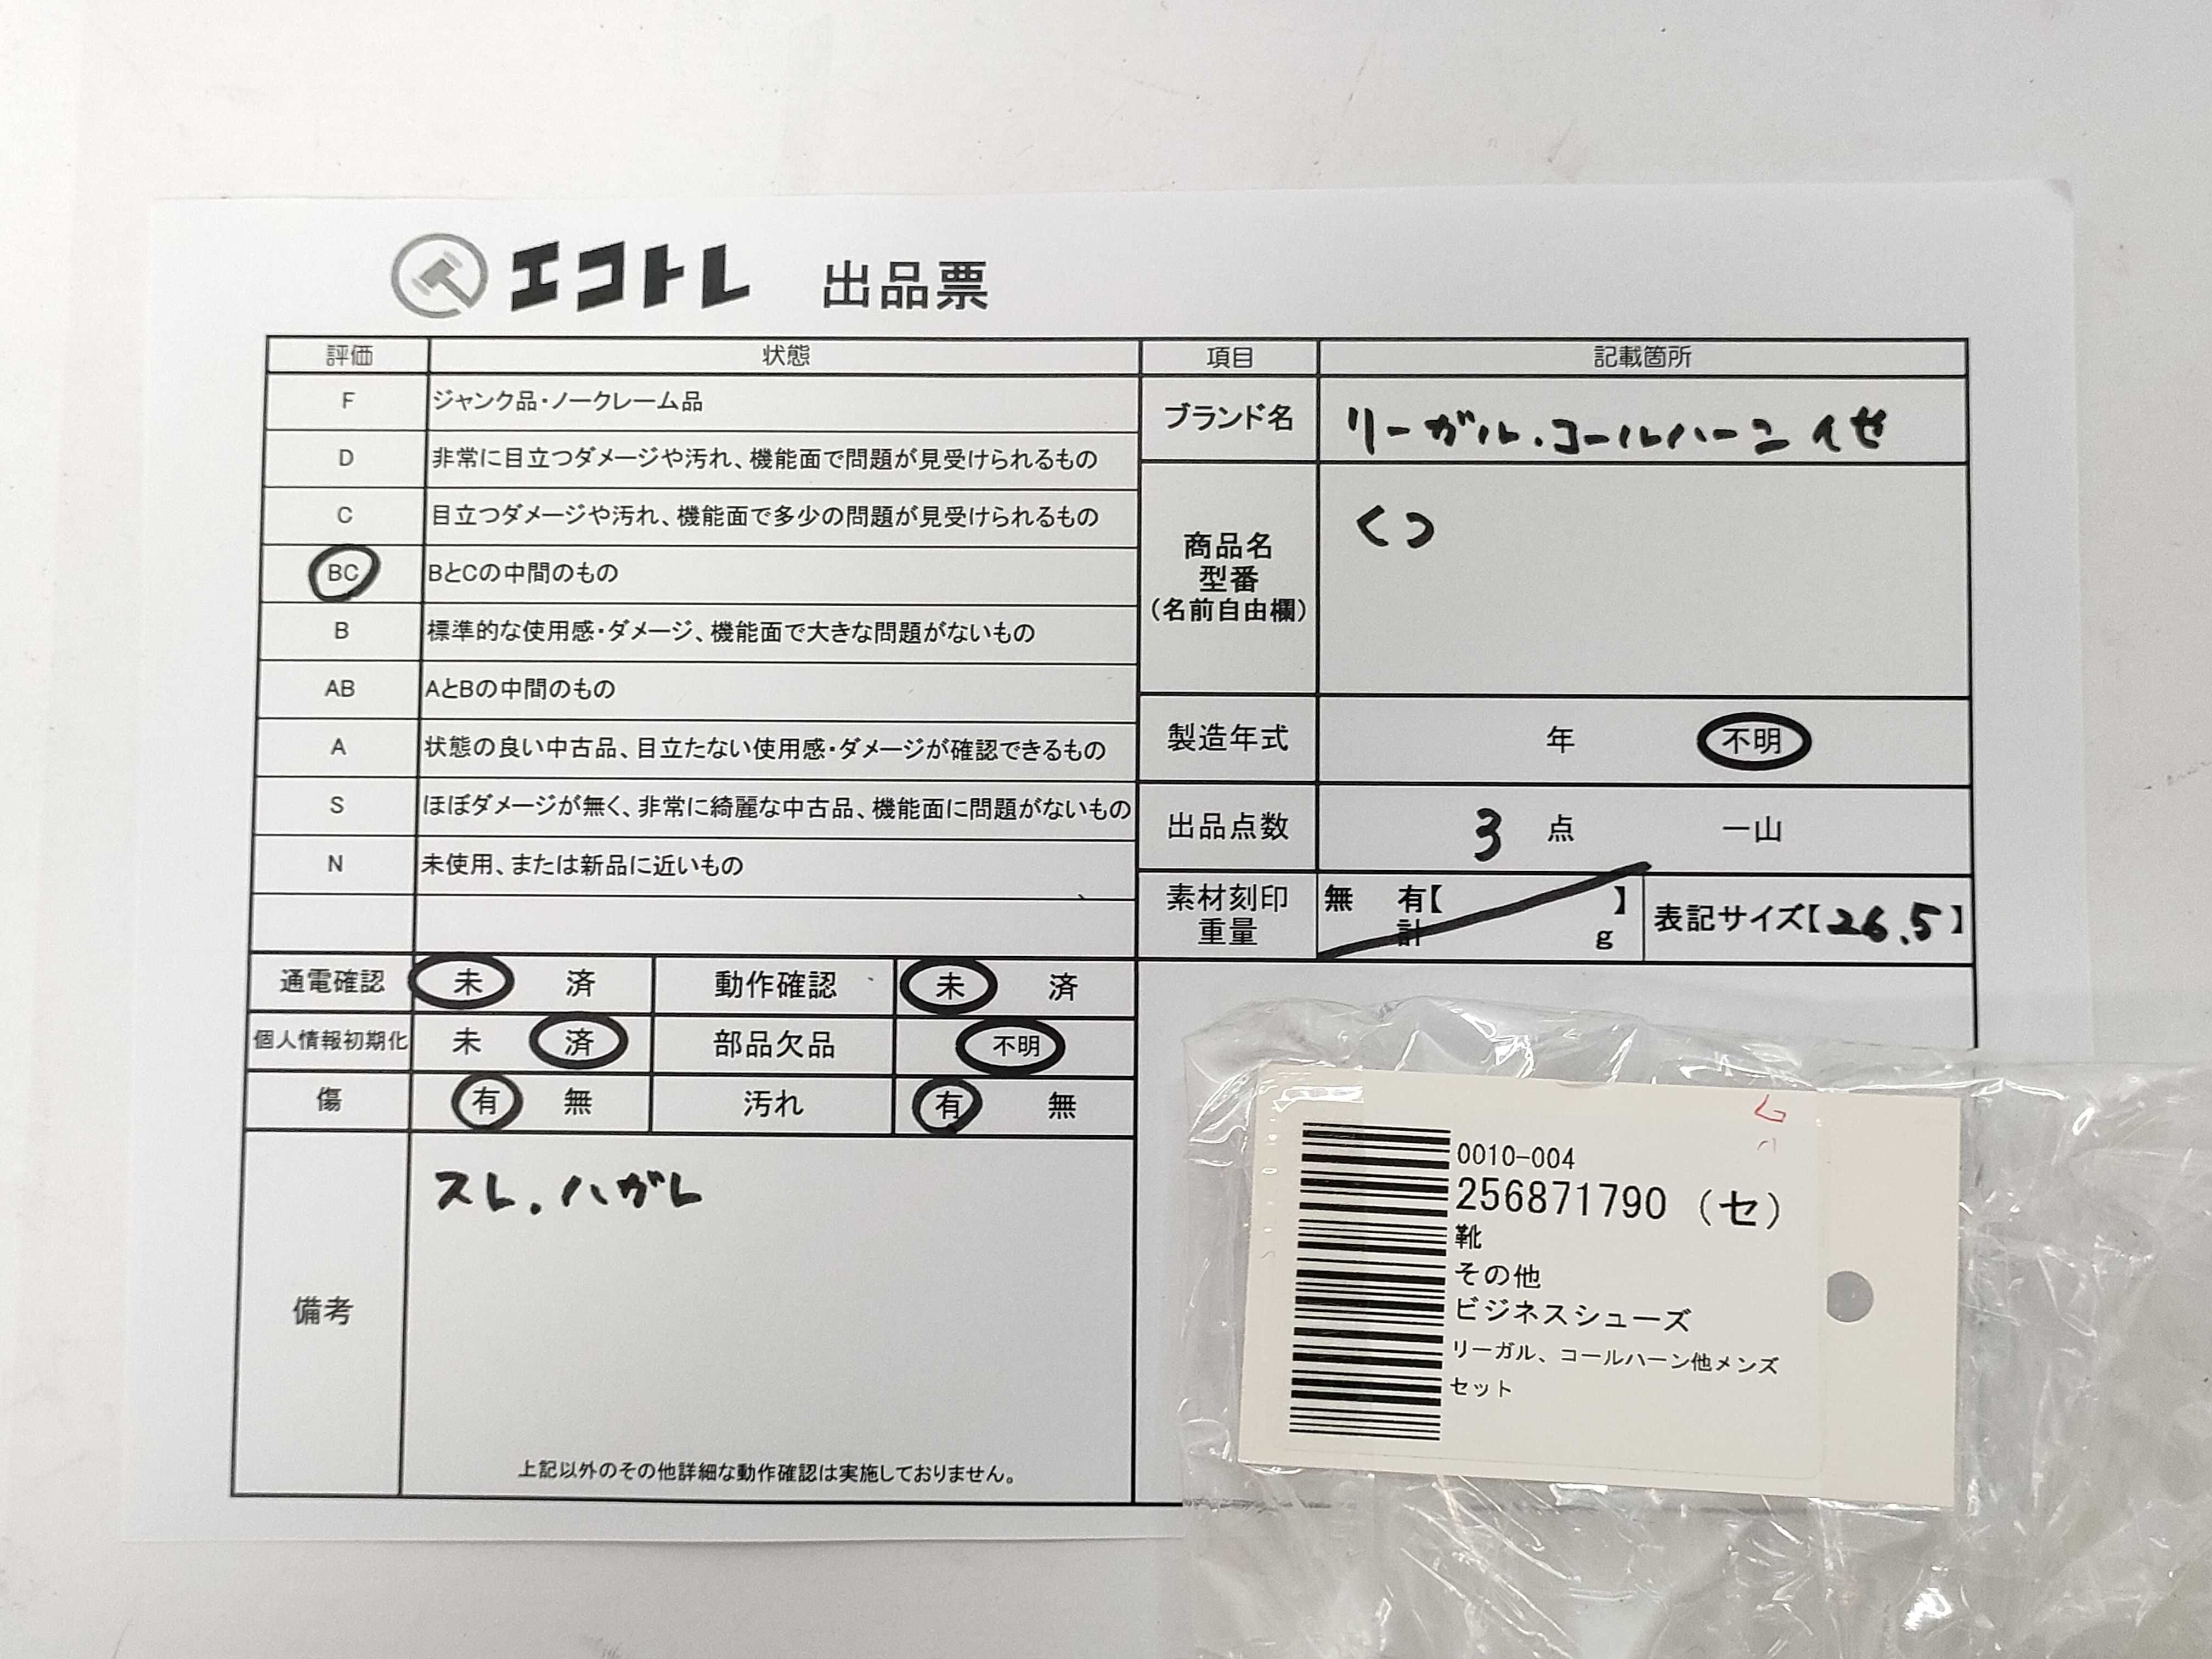 エコトレ 出品票
評価 状態 項目 記載箇所
F ジャンク品・ノークレーム品
D 非常に目立つダメージや汚れ、機能面で問題が見受けられるもの
C 目立つダメージや汚れ、機能面で多少の問題が見受けられるもの
BC BとCの中間のもの
B 標準的な使用感・ダメージ、機能面で大きな問題がないもの
AB AとBの中間のもの
A 状態の良い中古品、目立たない使用感・ダメージが確認できるもの
S ほぼダメージが無く、非常に綺麗な中古品、機能面に問題がないもの
N 未使用、または新品に近いもの
ブランド名 リーガル.コールハーン
商品名
型番
(名前自由欄)
くつ
製造年式 年 不明
出品点数 3 点 一山
素材刻印
重量
無 有【 】
計 g
表記サイズ【26.5】
通電確認 未 済 動作確認 未 済
個人情報初期化 未 済 部品欠品 不明
傷 有 無 汚れ 有 無
備考
スレ.ハガレ
上記以外のその他詳細な動作確認は実施しておりません。
0010-004
256871790 (セ)
靴
その他
ビジネスシューズ
リーガル、コールハーン他メンズ
セット